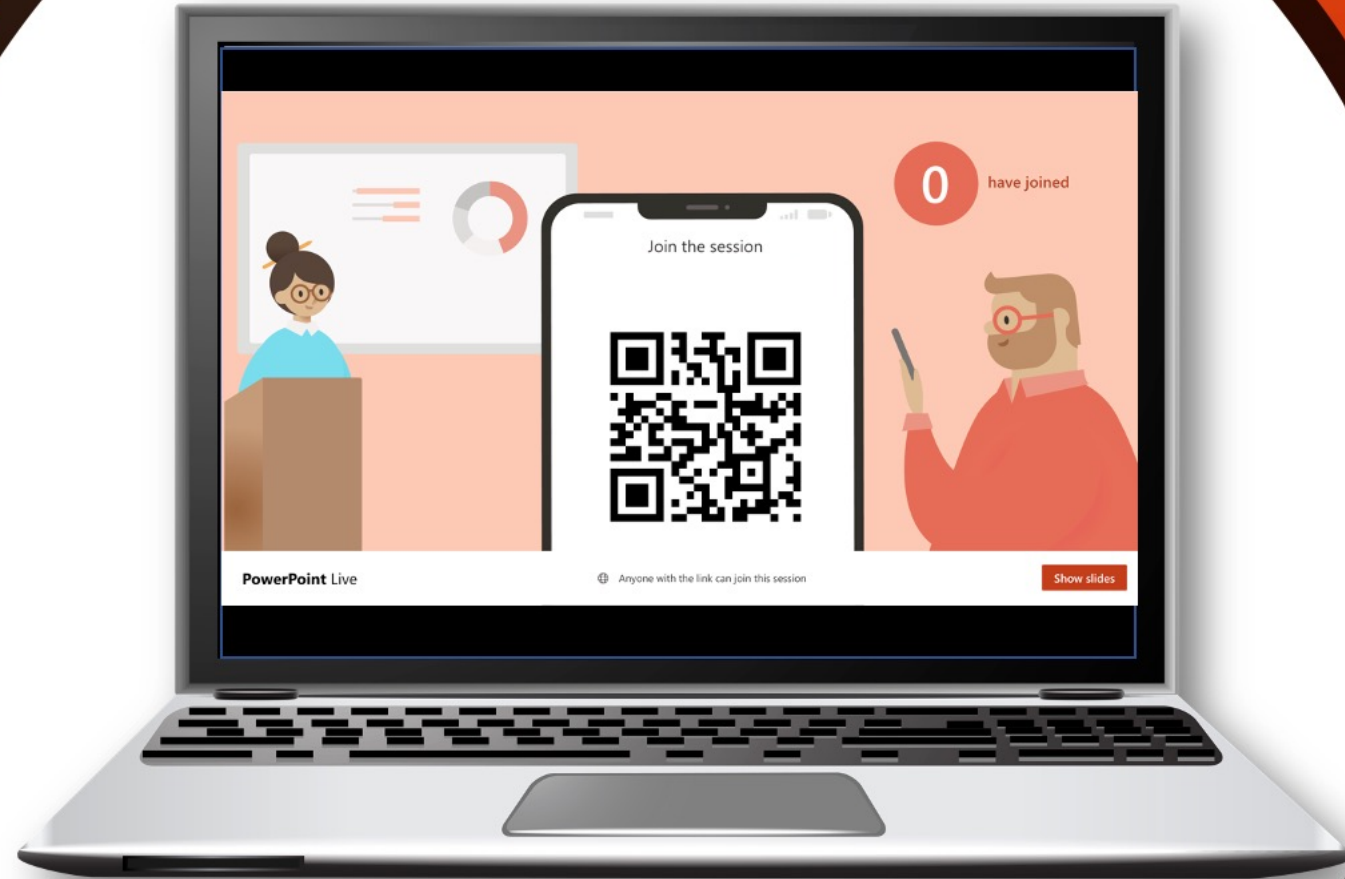 0
have joined
Join the session
PowerPoint Live
Anyone with the link can join this session
Show slides